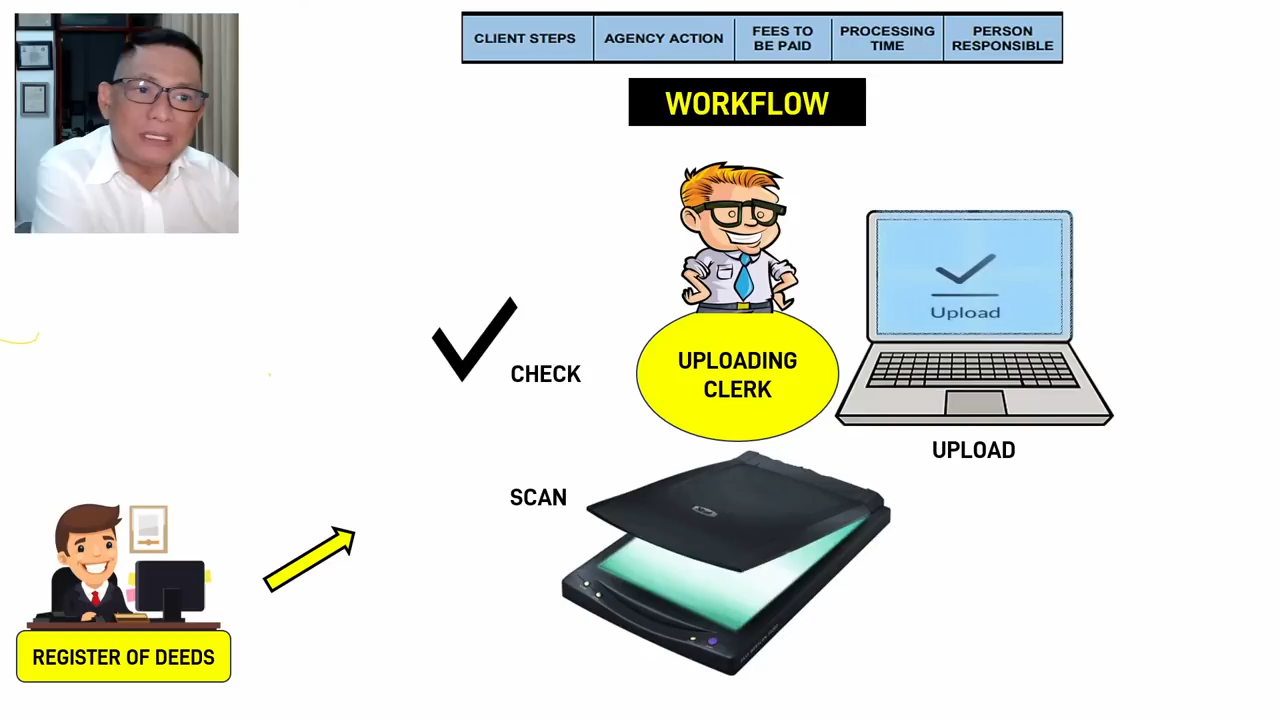 CLIENT STEPS
AGENCY ACTION
FEES TO
BE PAID
PROCESSING
TIME
PERSON
RESPONSIBLE
WORKFLOW
Upload
UPLOADING
CLERK
CHECK
UPLOAD
SCAN
REGISTER OF DEEDS